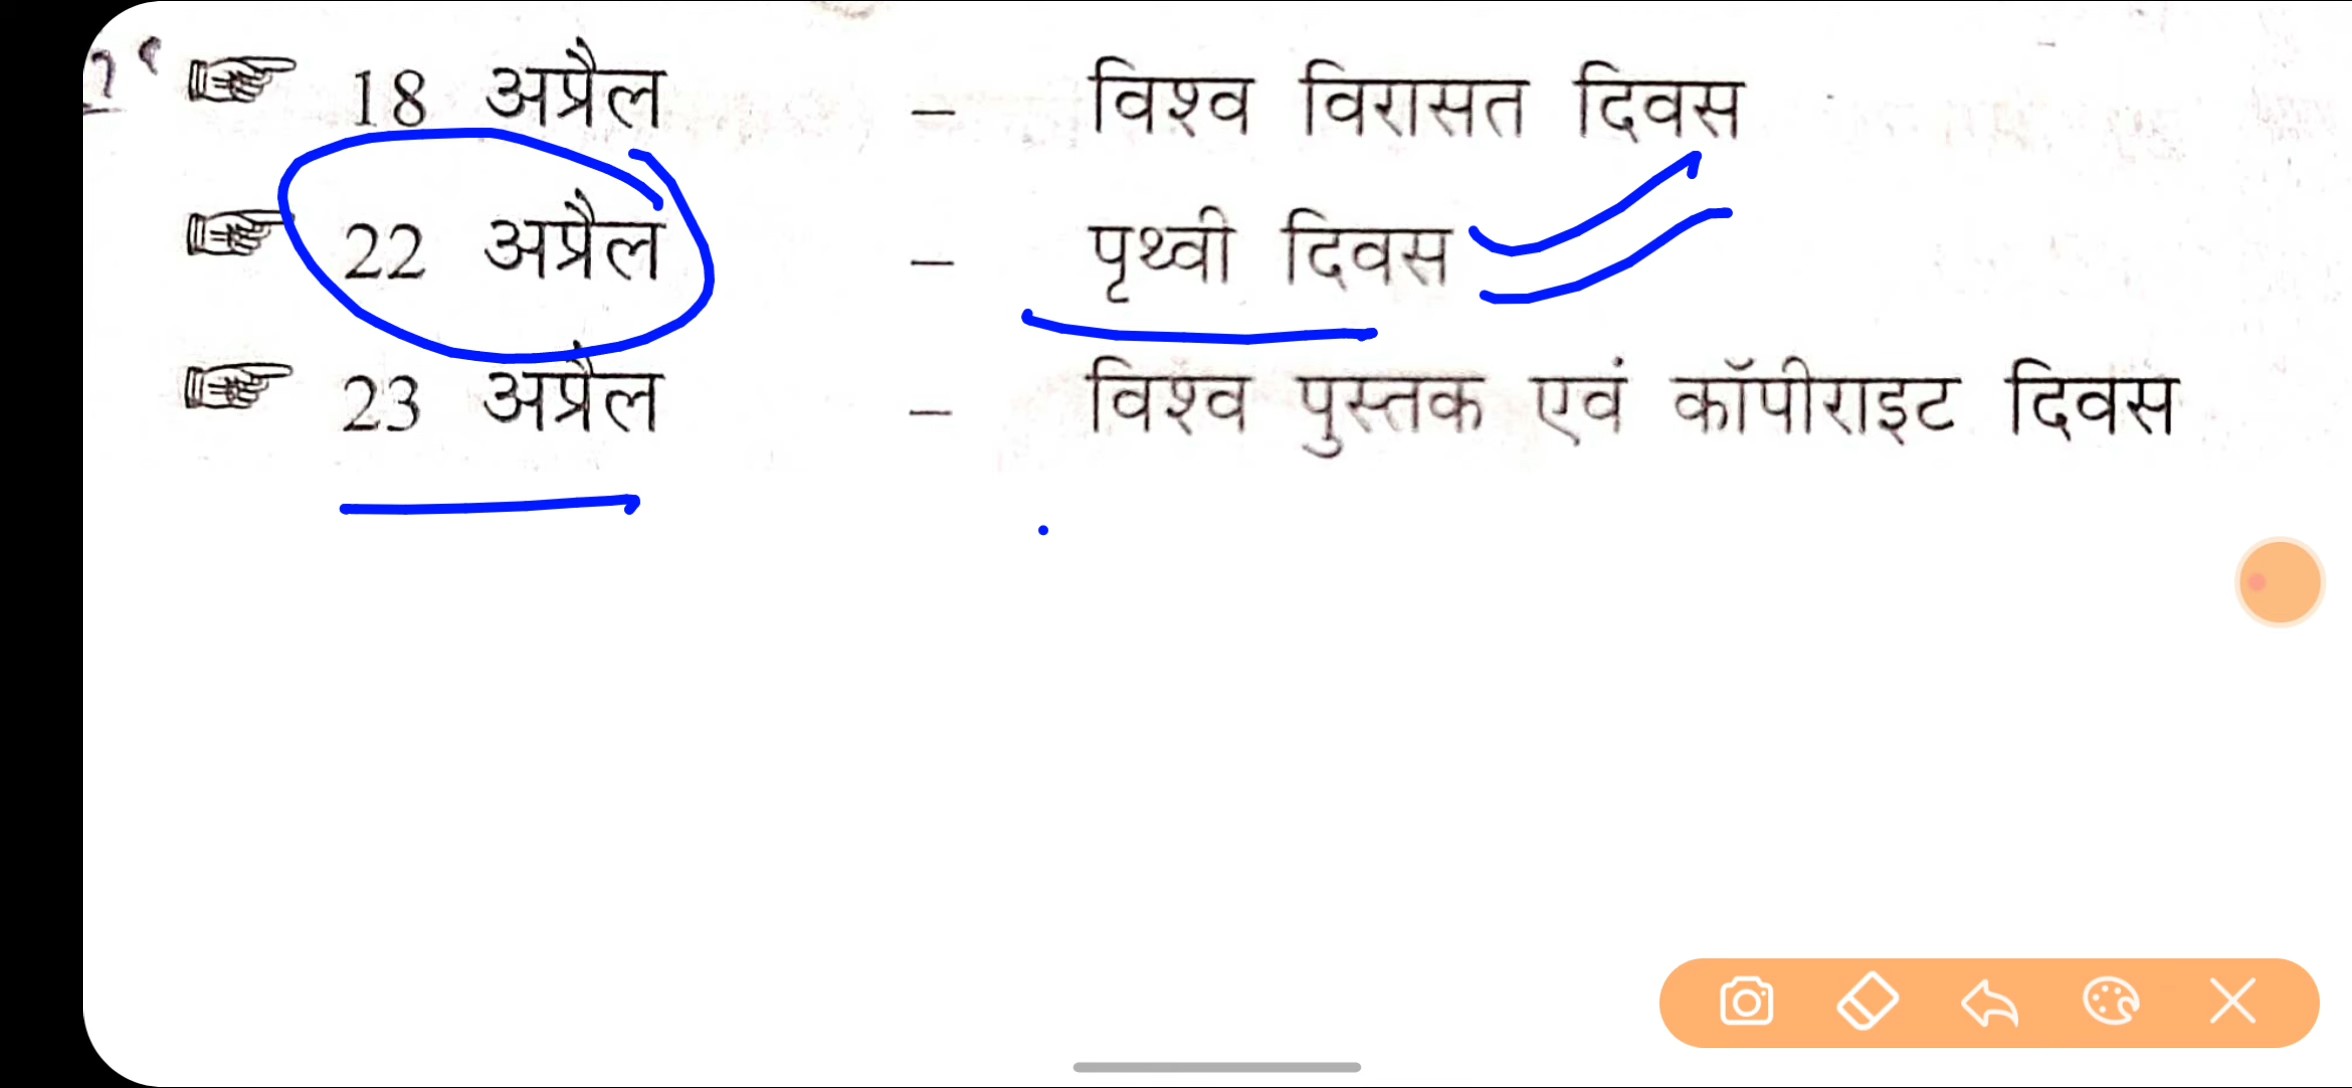 18 अप्रैल – विश्व विरासत दिवस
22 अप्रैल – पृथ्वी दिवस
23 अप्रैल – विश्व पुस्तक एवं कॉपीराइट दिवस